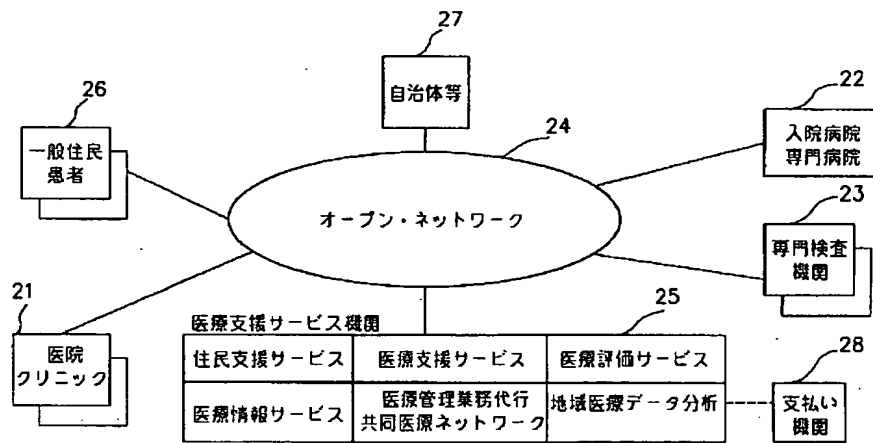 27
自治体等
26
一般住民
患者
24
22
入院病院
専門病院
オープン・ネットワーク
23
専門検査
機関
21
医院
クリニック
医療支援サービス機関
25
住民支援サービス
医療支援サービス
医療評価サービス
医療情報サービス
医療管理業務代行
共同医療ネットワーク
地域医療データ分析
28
支払い
機関